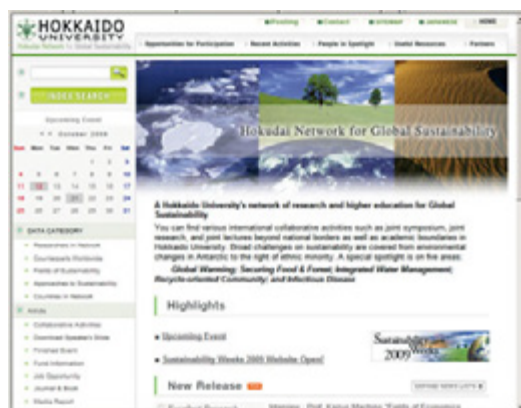 HOKKAIDO
UNIVERSITY
Hokudai Network for Global Sustainability
Contact
SITEMAP
JAPANESE
HOME
Opportunities for Participation
Recent Activities
People in Spotlight
Useful Resources
Partners
INDEX SEARCH
Upcoming Event
October 2009
Sun Mon Tue Wed Thu Fri Sat
1 2 3
4 5 6 7 8 9 10
11 12 13 14 15 16 17
18 19 20 21 22 23 24
25 26 27 28 29 30 31
Hokudai Network for Global Sustainability
A Hokkaido University's network of research and higher education for Global
Sustainability
You can find various international collaborative activities such as joint symposium, joint
research, and joint lectures beyond national borders as well as academic boundaries in
Hokkaido University. Broad challenges on sustainability are covered from environmental
changes in Antarctic to the right of ethnic minority. A special spotlight is on five areas:
Global Warming; Securing Food & Forest; Integrated Water Management;
Recycle-oriented Community; and Infectious Disease
DATA CATEGORY
Researchers in Network
Counterparts Worldwide
Fields of Sustainability
Approaches to Sustainability
Countries in Network
Collaborative Activities
Download Speaker's Slide
Finished Event
Fund Information
Job Opportunity
Journal & Book
Media Report
Highlights
Upcoming Event
Sustainability Weeks 2009 Website Open!
Sustainability
Weeks
2009
New Release